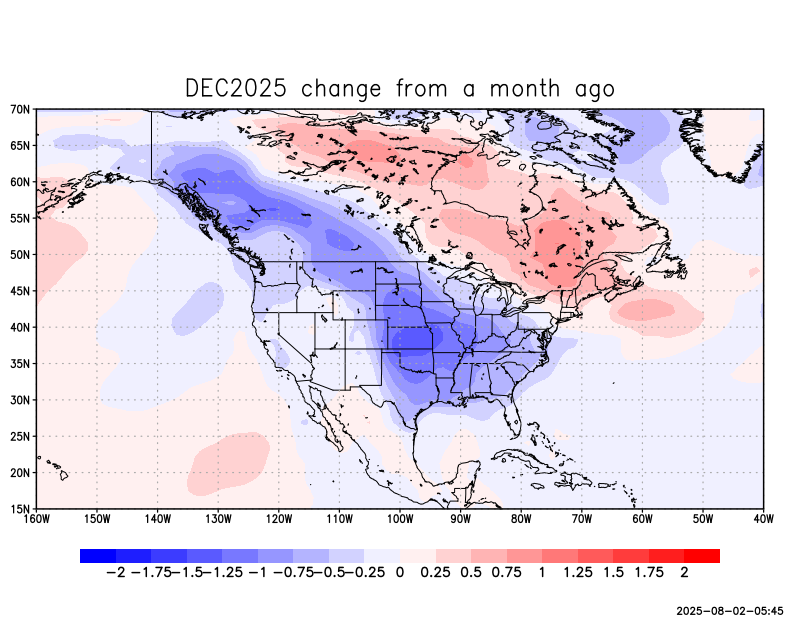 DEC2025 change from a month ago
70N
65N
60N
55N
50N
45N
40N
35N
30N
25N
20N
15N
160W 150W 140W 130W 120W 110W 100W 90W 80W 70W 60W 50W 40W
−2 −1.75 −1.5 −1.25 −1 −0.75 −0.5 −0.25 0 0.25 0.5 0.75 1 1.25 1.5 1.75 2
2025-08-02-05:45